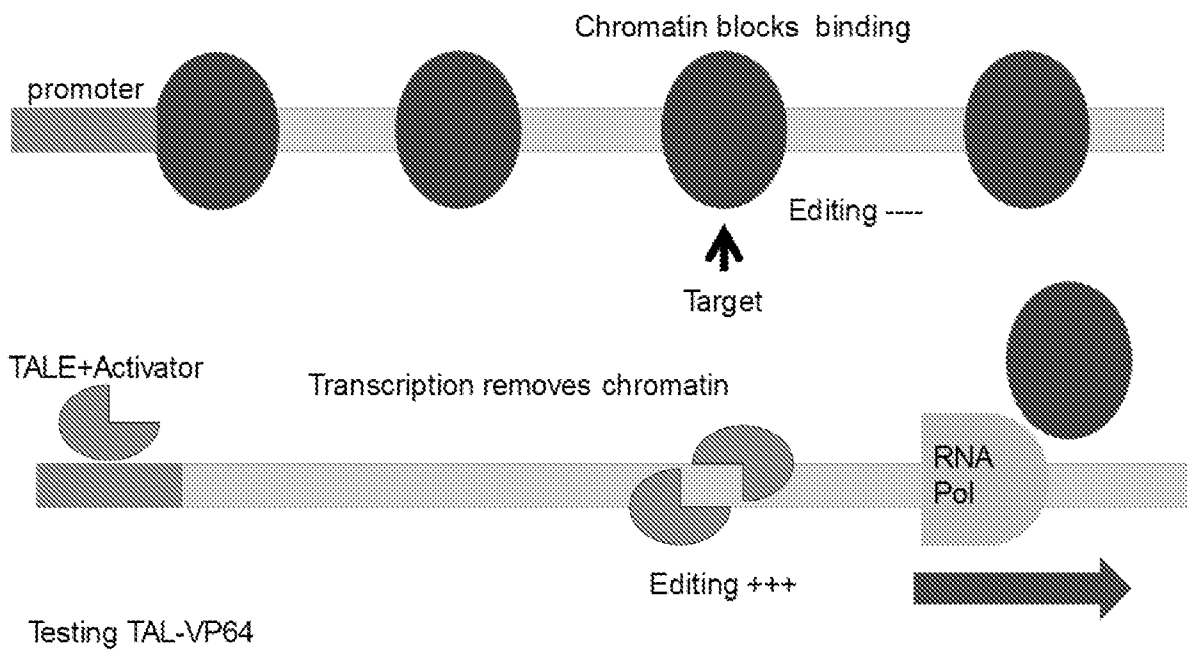 Chromatin blocks binding
promoter
Editing ----
Target
TALE+Activator
Transcription removes chromatin
RNA
Pol
Editing +++
Testing TAL-VP64